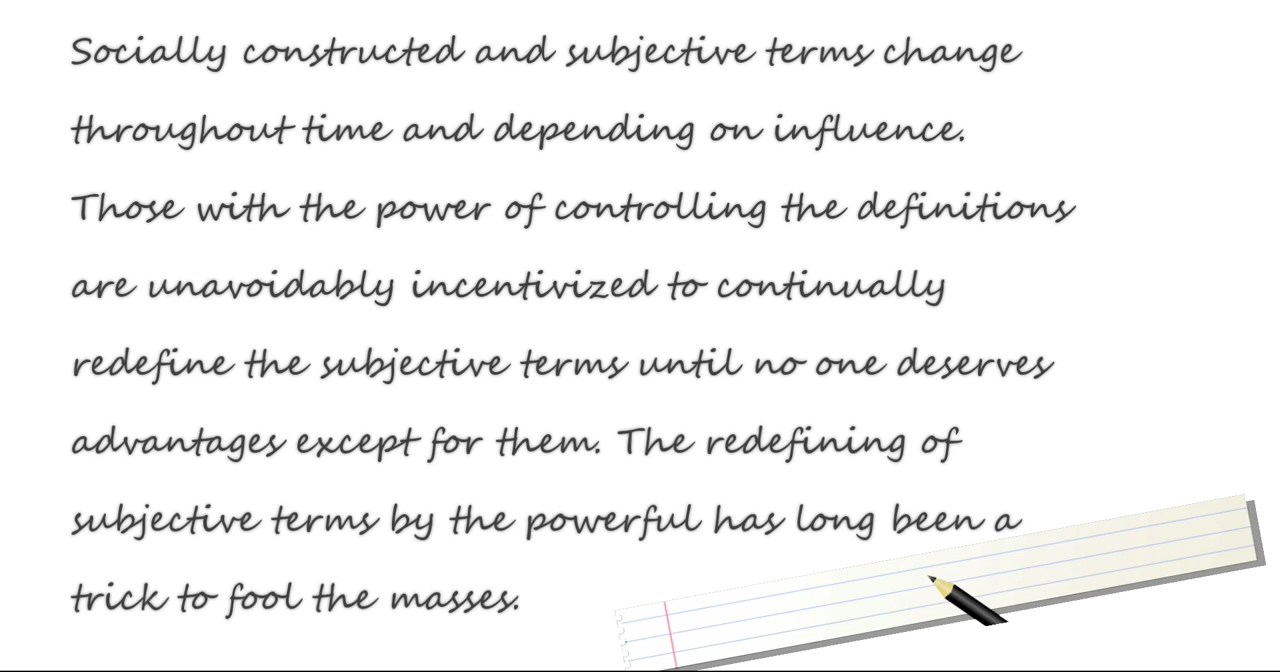 Socially constructed and subjective terms change
throughout time and depending on influence.
Those with the power of controlling the definitions
are unavoidably incentivized to continually
redefine the subjective terms until no one deserves
advantages except for them. The redefining of
subjective terms by the powerful has long been a
trick to fool the masses.